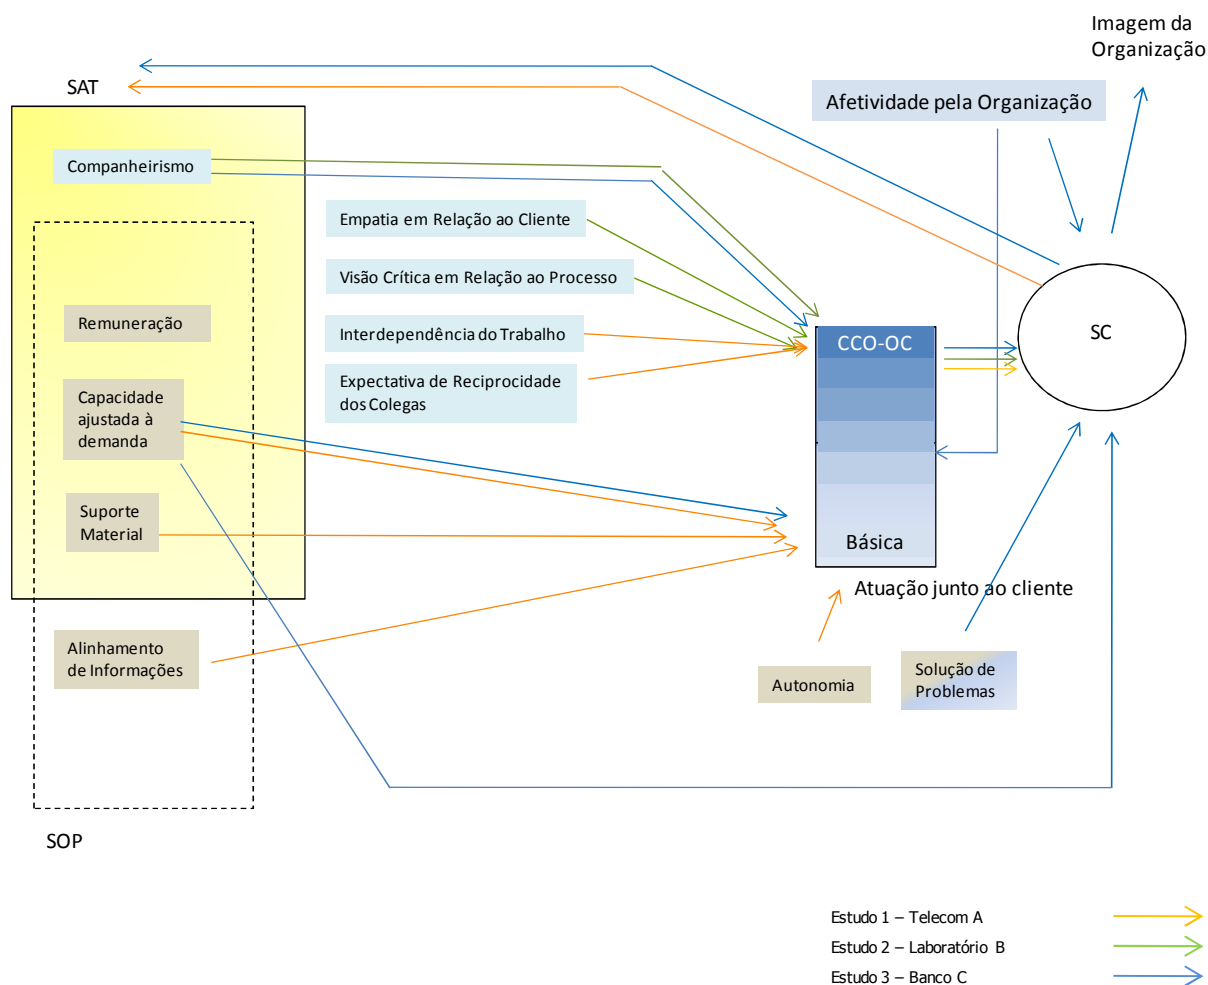 Imagem da
Organização
SAT
Afetividade pela Organização
Companheirismo
Empatia em Relação ao Cliente
Visão Crítica em Relação ao Processo
Remuneração
Interdependência do Trabalho
CCO-OC
SC
Expectativa de Reciprocidade
dos Colegas
Capacidade
ajustada à
demanda
Suporte
Material
Básica
Atuação junto ao cliente
Alinhamento
de Informações
Autonomia
Solução de
Problemas
SOP
Estudo 1 – Telecom A
Estudo 2 – Laboratório B
Estudo 3 – Banco C